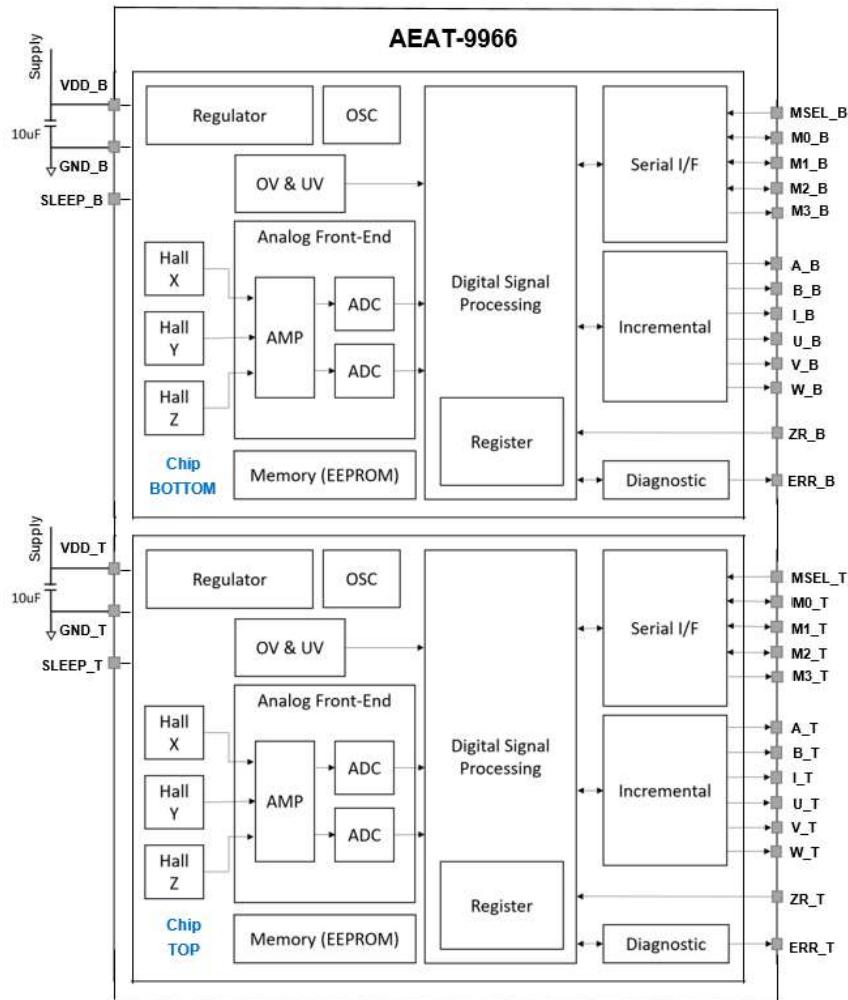 AEAT-9966
Supply
VDD_B
10uF
GND_B
SLEEP_B
Regulator
OSC
OV & UV
Analog Front-End
Hall
X
Hall
Y
Hall
Z
AMP
ADC
ADC
Chip
BOTTOM
Memory (EEPROM)
Digital Signal
Processing
Register
Serial I/F
Incremental
Diagnostic
MSEL_B
M0_B
M1_B
M2_B
M3_B
A_B
B_B
I_B
U_B
V_B
W_B
ZR_B
ERR_B
Supply
VDD_T
10uF
GND_T
SLEEP_T
Regulator
OSC
OV & UV
Analog Front-End
Hall
X
Hall
Y
Hall
Z
AMP
ADC
ADC
Chip
TOP
Memory (EEPROM)
Digital Signal
Processing
Register
Serial I/F
Incremental
Diagnostic
MSEL_T
M0_T
M1_T
M2_T
M3_T
A_T
B_T
I_T
U_T
V_T
W_T
ZR_T
ERR_T